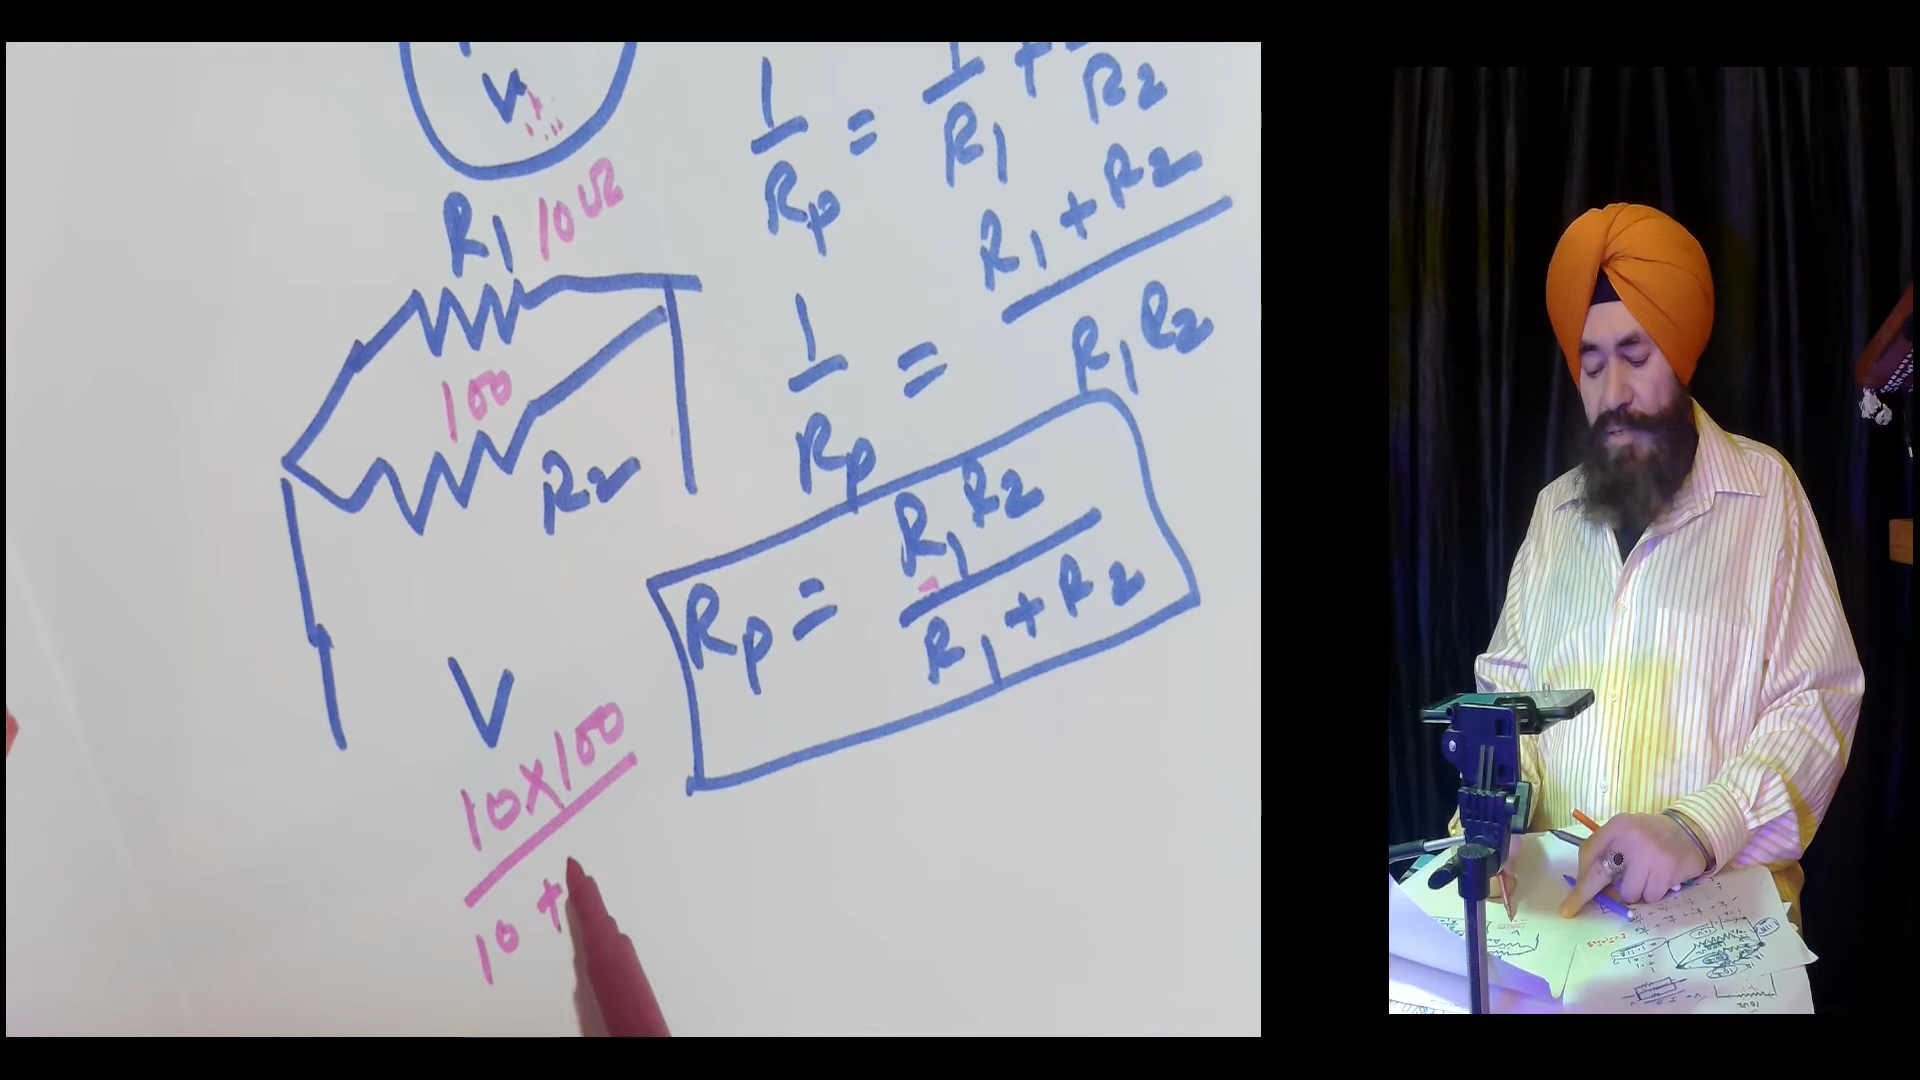 V
R1 10Ω
100
R2
V
10×100
10 +
1/Rp = 1/R1 + 1/R2
1/Rp = R1+R2/R1R2
Rp = R1R2/R1+R2